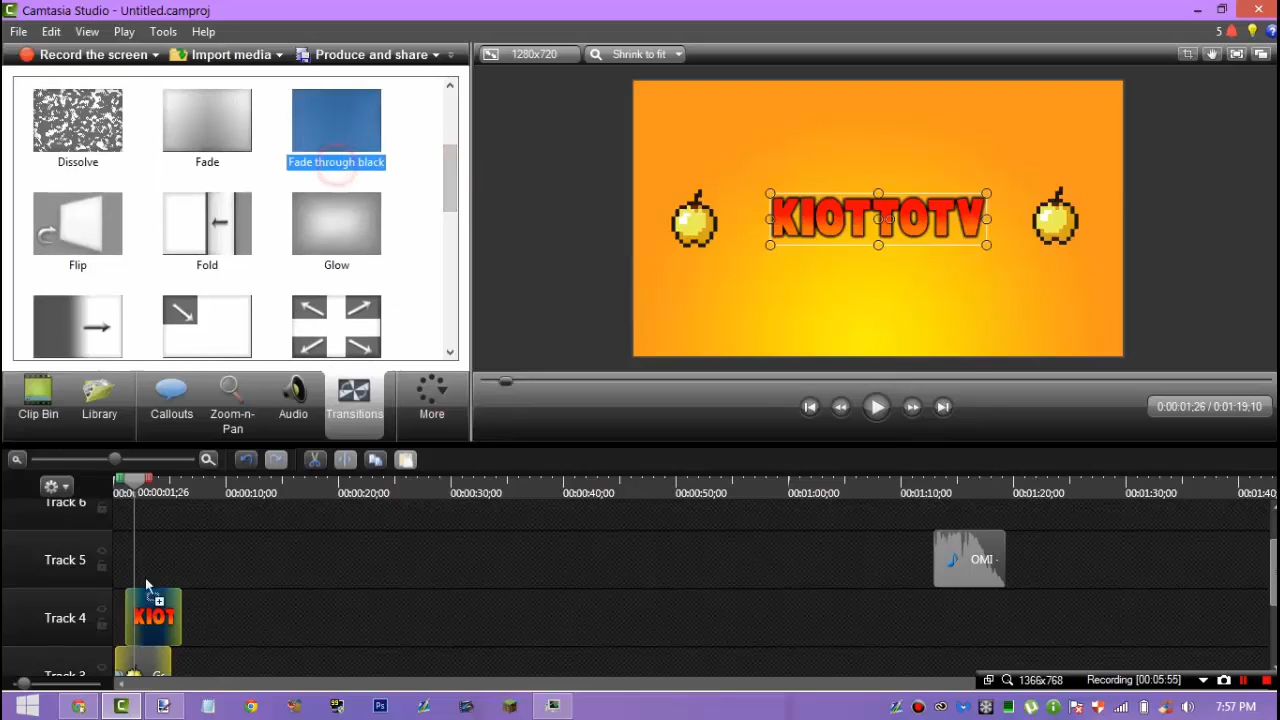 Camtasia Studio - Untitled.camproj
File Edit View Play Tools Help
5
Record the screen Import media Produce and share
1280x720 Shrink to fit
Dissolve Fade Fade through black
Flip Fold Glow
KIOTTOTV
Clip Bin Library Callouts Zoom-n-Pan Audio Transitions More
0:00:01;26 / 0:01:19;10
00:0 00:00:01;26 00:00:10;00 00:00:20;00 00:00:30;00 00:00:40;00 00:00:50;00 00:01:00;00 00:01:10;00 00:01:20;00 00:01:30;00 00:01:40
Track 6
Track 5
OMI -
Track 4
KIOT
Track 3
Gr
1366x768 Recording [00:05:55]
7:57 PM